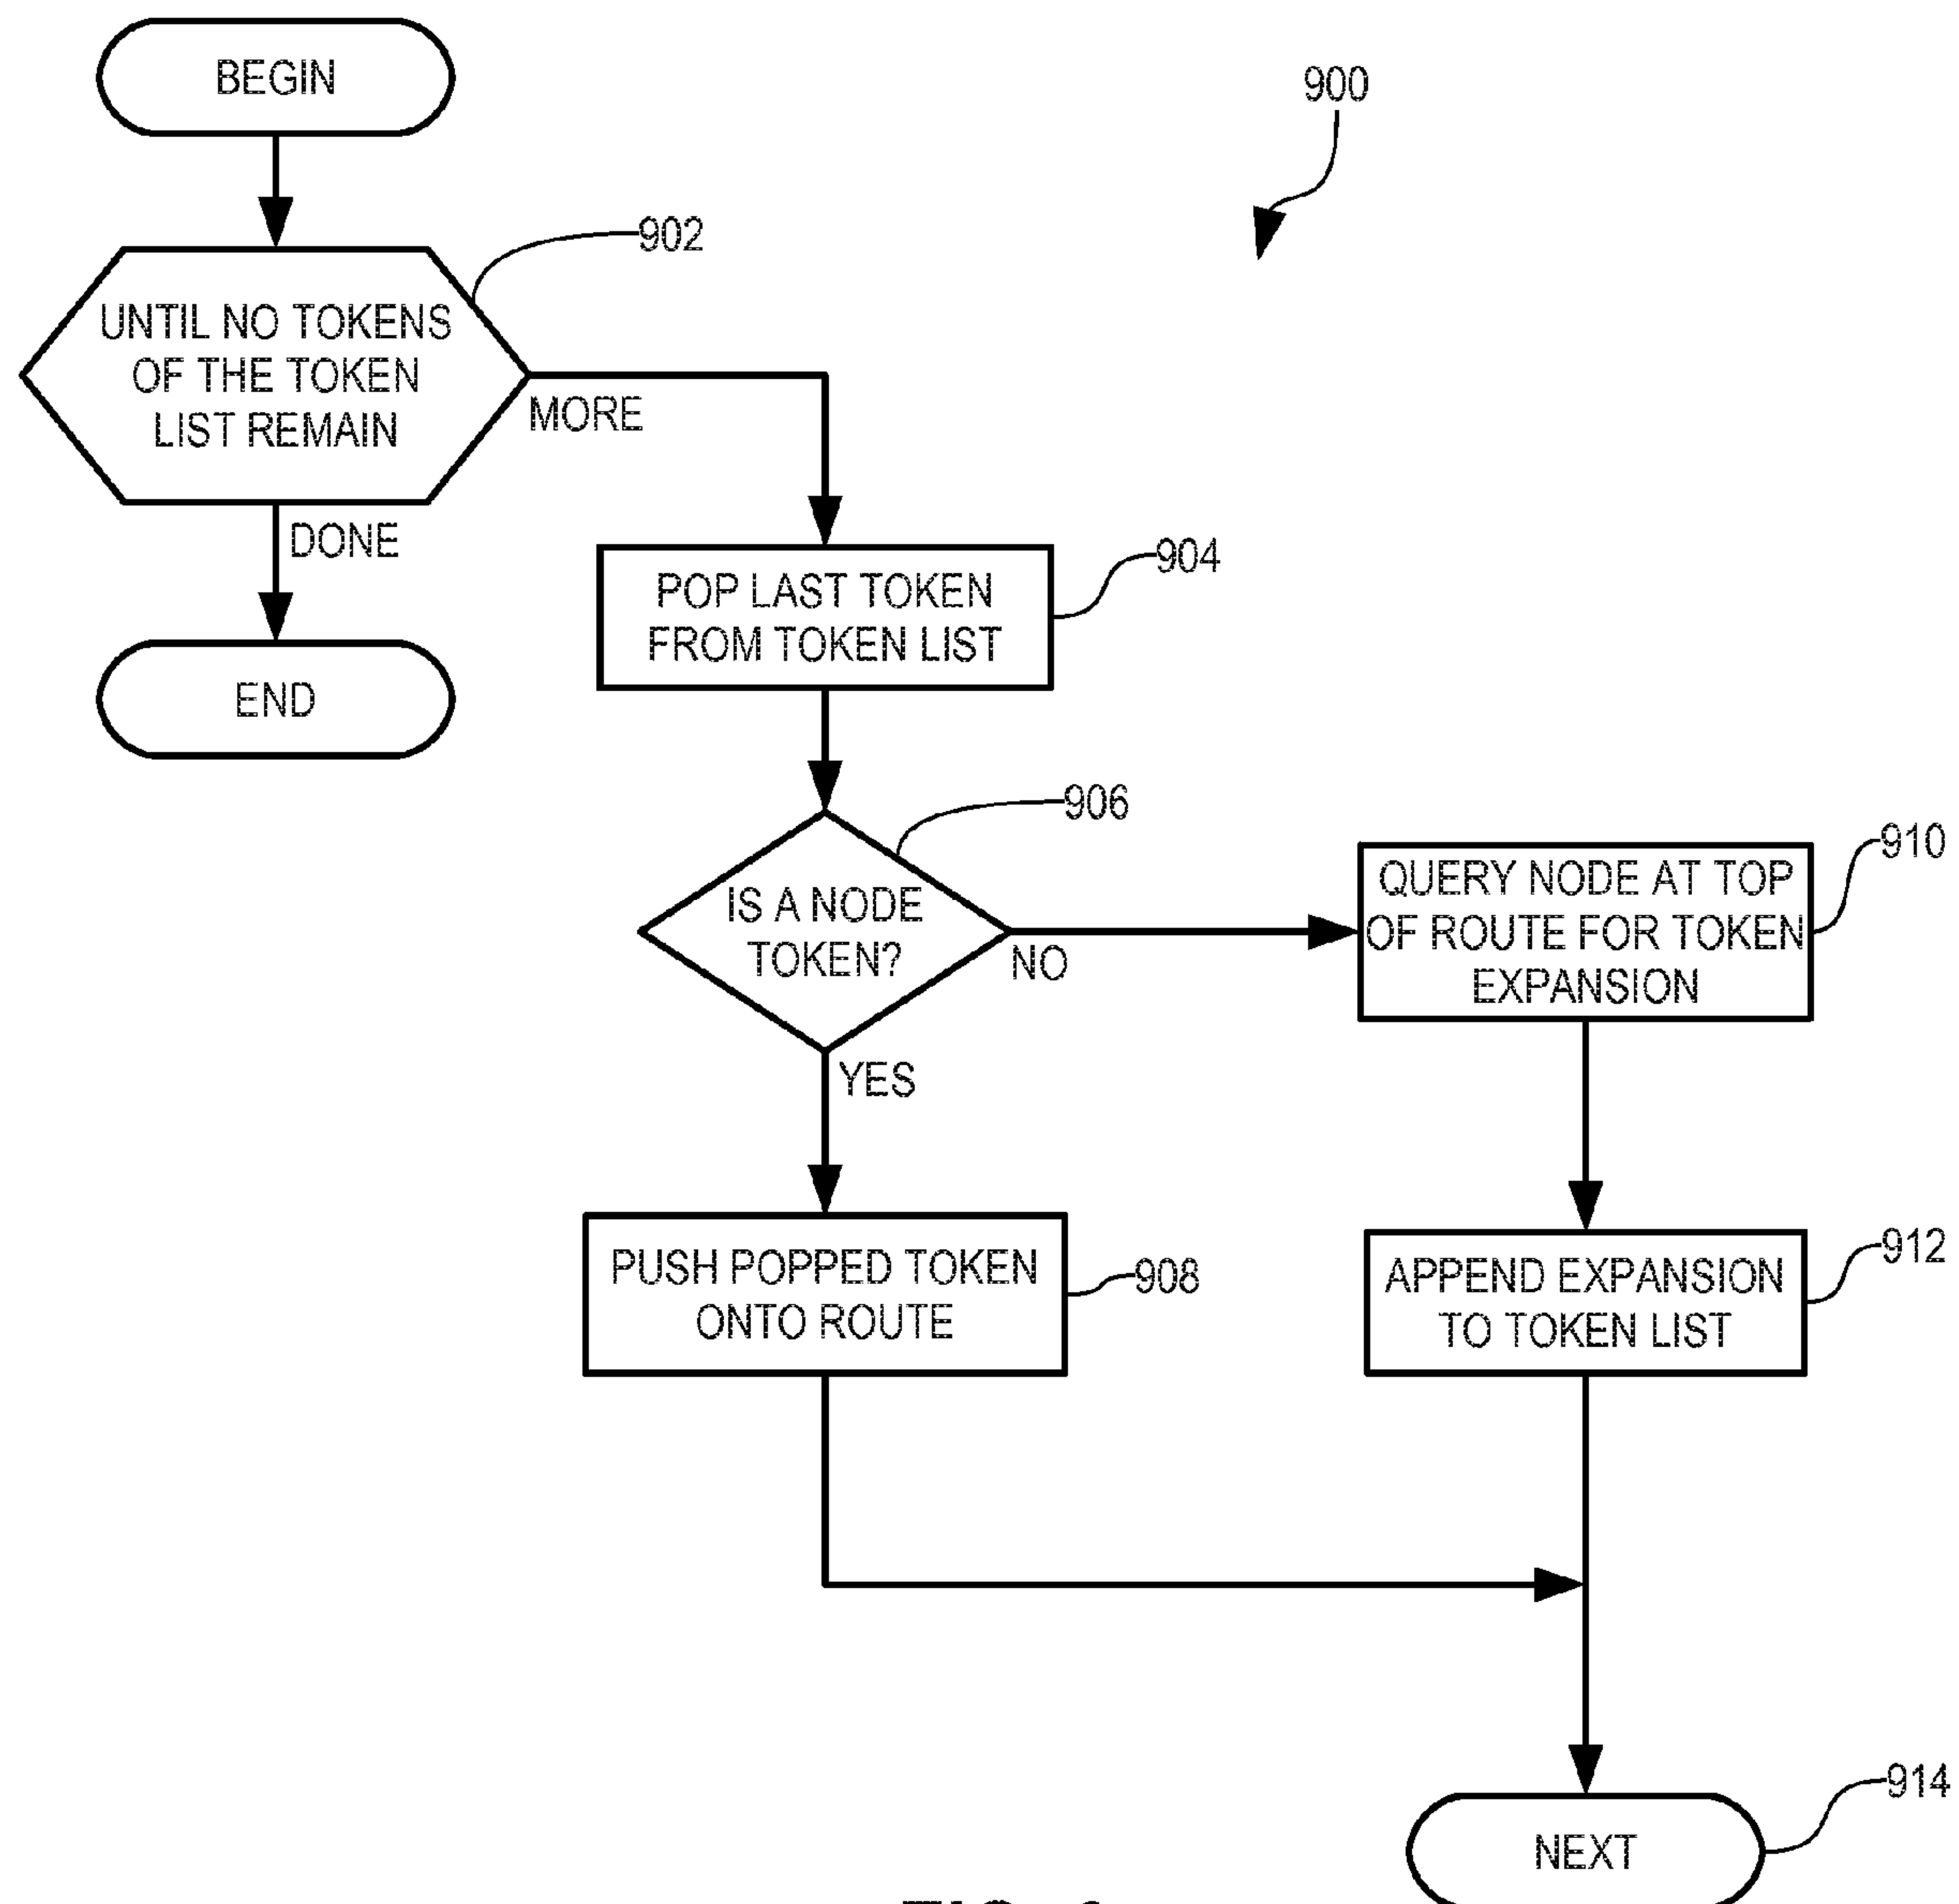 BEGIN
900
902
UNTIL NO TOKENS
OF THE TOKEN
LIST REMAIN
MORE
DONE
904
POP LAST TOKEN
FROM TOKEN LIST
END
906
IS A NODE
TOKEN?
NO
YES
910
QUERY NODE AT TOP
OF ROUTE FOR TOKEN
EXPANSION
PUSH POPPED TOKEN
ONTO ROUTE
908
912
APPEND EXPANSION
TO TOKEN LIST
914
NEXT